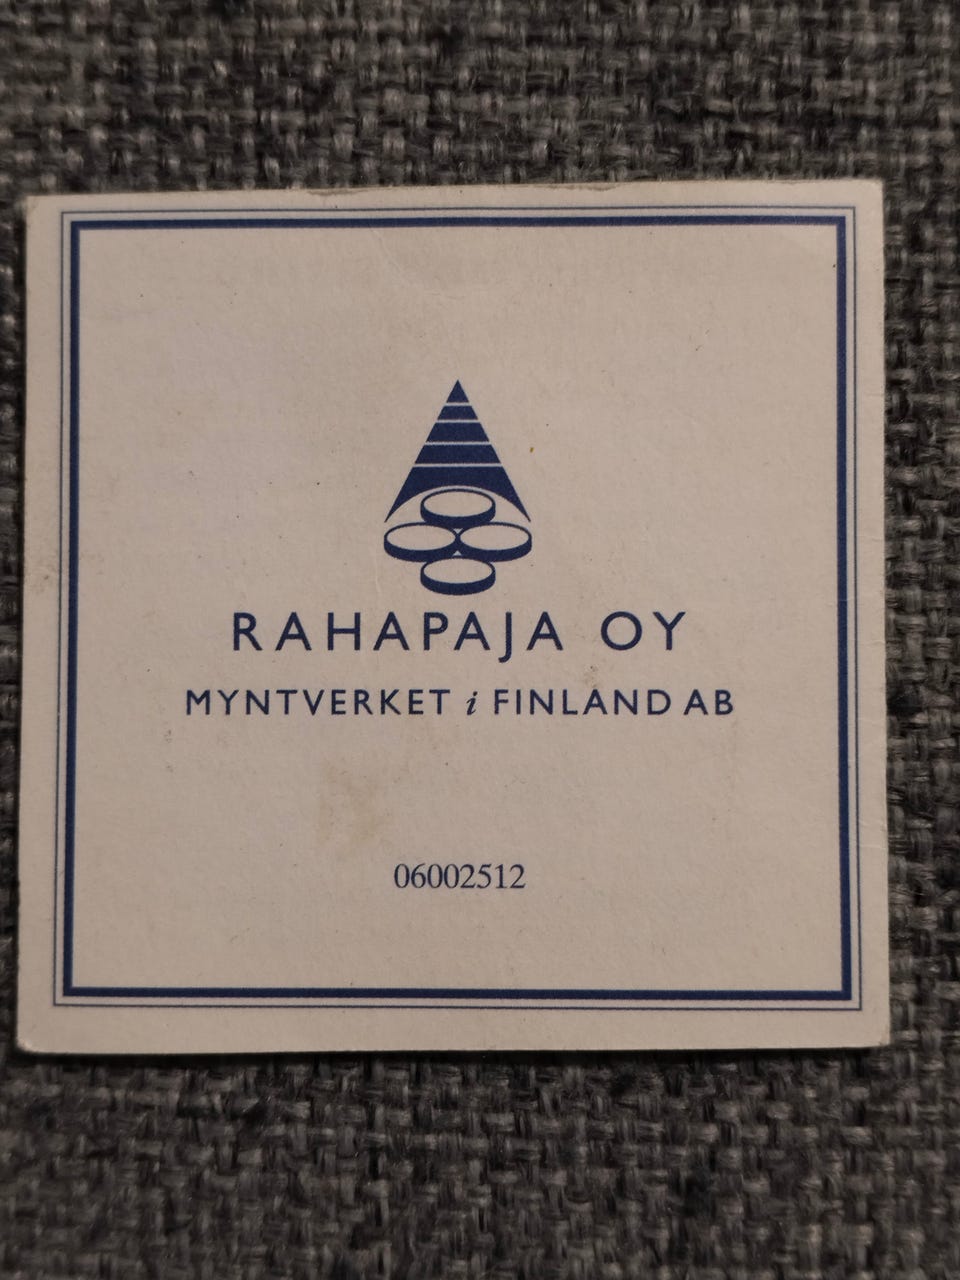 RAHAPAJA OY
MYNTVERKET i FINLAND AB
06002512